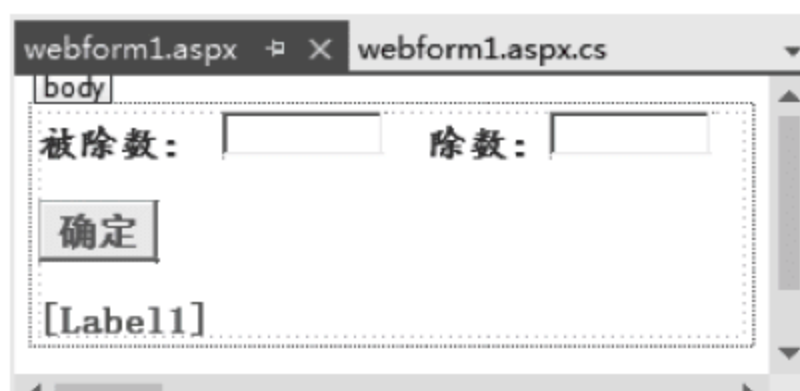 webform1.aspx webform1.aspx.cs
body
被除数： 除数：
确定
[Label1]